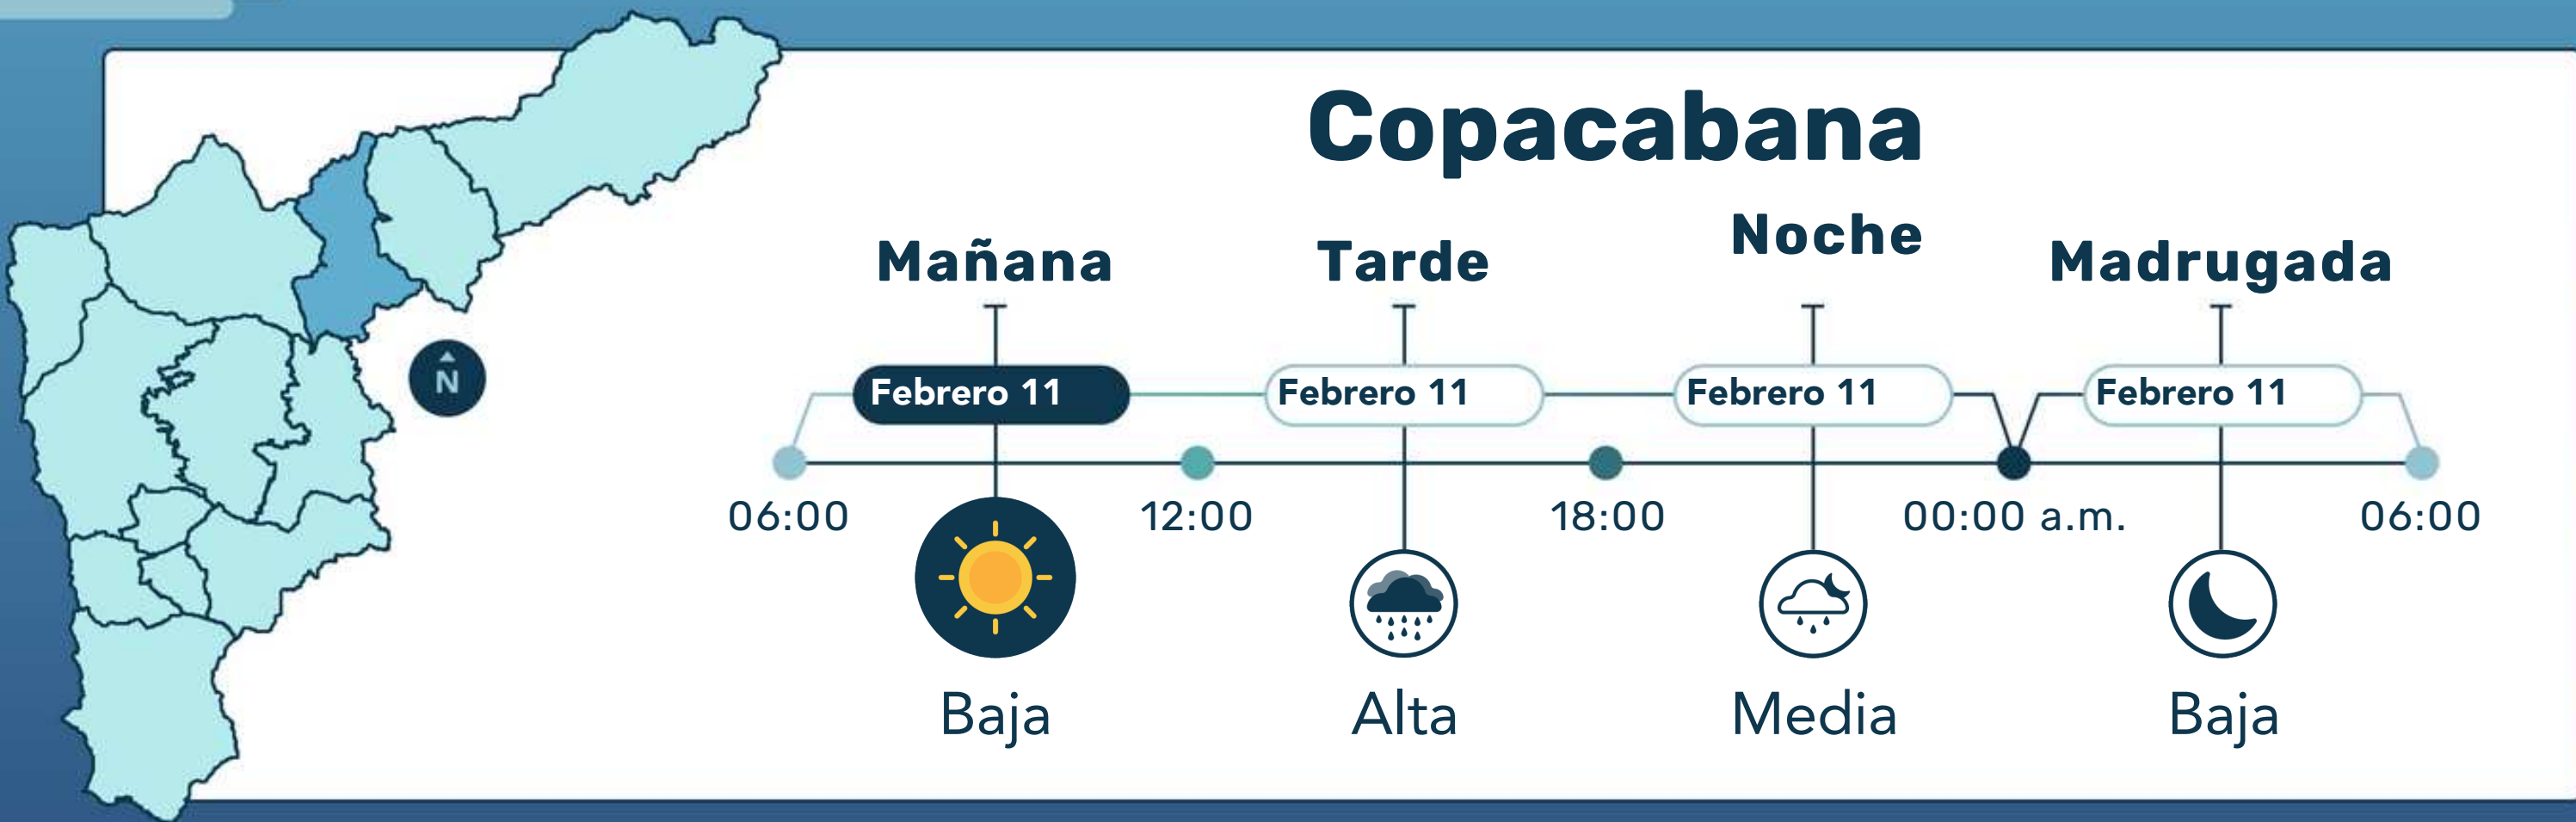 Copacabana
Mañana
Tarde
Noche
Madrugada
Febrero 11
Febrero 11
Febrero 11
Febrero 11
N
06:00
12:00
18:00
00:00 a.m.
06:00
Baja
Alta
Media
Baja